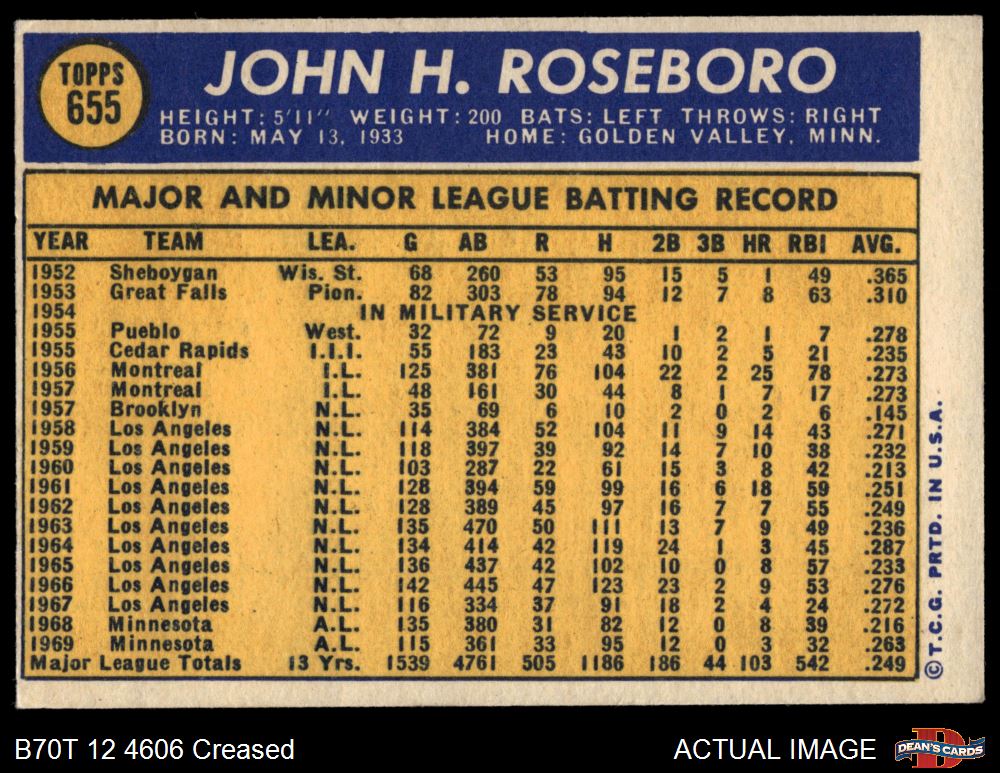 TOPPS
655
JOHN H. ROSEBORO
HEIGHT: 5'11" WEIGHT: 200 BATS: LEFT THROWS: RIGHT
BORN: MAY 13, 1933 HOME: GOLDEN VALLEY, MINN.
MAJOR AND MINOR LEAGUE BATTING RECORD
YEAR TEAM LEA. G AB R H 2B 3B HR RBI AVG.
1952 Sheboygan Wis. St. 68 260 53 95 15 5 1 49 .365
1953 Great Falls Pion. 82 303 78 94 12 7 8 63 .310
1954 IN MILITARY SERVICE
1955 Pueblo West. 32 72 9 20 1 2 1 7 .278
1955 Cedar Rapids I.I.I. 55 183 23 43 10 2 5 21 .235
1956 Montreal I.L. 125 381 76 104 22 2 25 78 .273
1957 Montreal I.L. 48 161 30 44 8 1 7 17 .273
1957 Brooklyn N.L. 35 69 6 10 2 0 2 6 .145
1958 Los Angeles N.L. 114 384 52 104 11 9 14 43 .271
1959 Los Angeles N.L. 118 397 39 92 14 7 10 38 .232
1960 Los Angeles N.L. 103 287 22 61 15 3 8 42 .213
1961 Los Angeles N.L. 128 394 59 99 16 6 18 59 .251
1962 Los Angeles N.L. 128 389 45 97 16 7 7 55 .249
1963 Los Angeles N.L. 135 470 50 111 13 7 9 49 .236
1964 Los Angeles N.L. 134 414 42 119 24 1 3 45 .287
1965 Los Angeles N.L. 136 437 42 102 10 0 8 57 .233
1966 Los Angeles N.L. 142 445 47 123 23 2 9 53 .276
1967 Los Angeles N.L. 116 334 37 91 18 2 4 24 .272
1968 Minnesota A.L. 135 380 31 82 12 0 8 39 .216
1969 Minnesota A.L. 115 361 33 95 12 0 3 32 .263
Major League Totals 13 Yrs. 1539 4761 505 1186 186 44 103 542 .249
©T.C.G. PRTD. IN U.S.A.
B70T 12 4606 Creased
ACTUAL IMAGE
DEAN'S CARDS